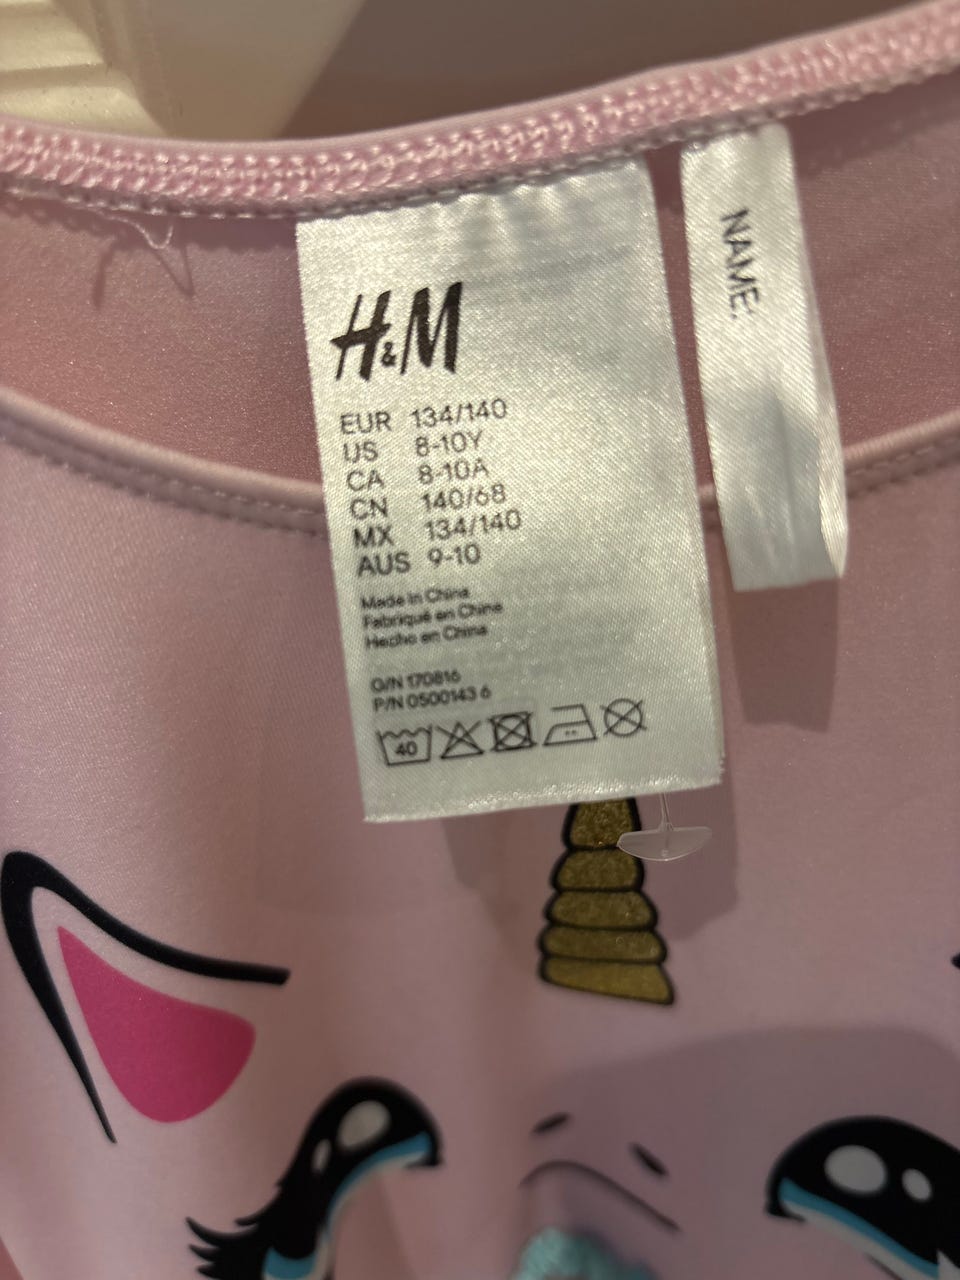 H&M
EUR 134/140
US 8-10Y
CA 8-10A
CN 140/68
MX 134/140
AUS 9-10
Made in China
Fabriqué en Chine
Hecho en China
G/N 170816
P/N 0500143 6
40
NAME: